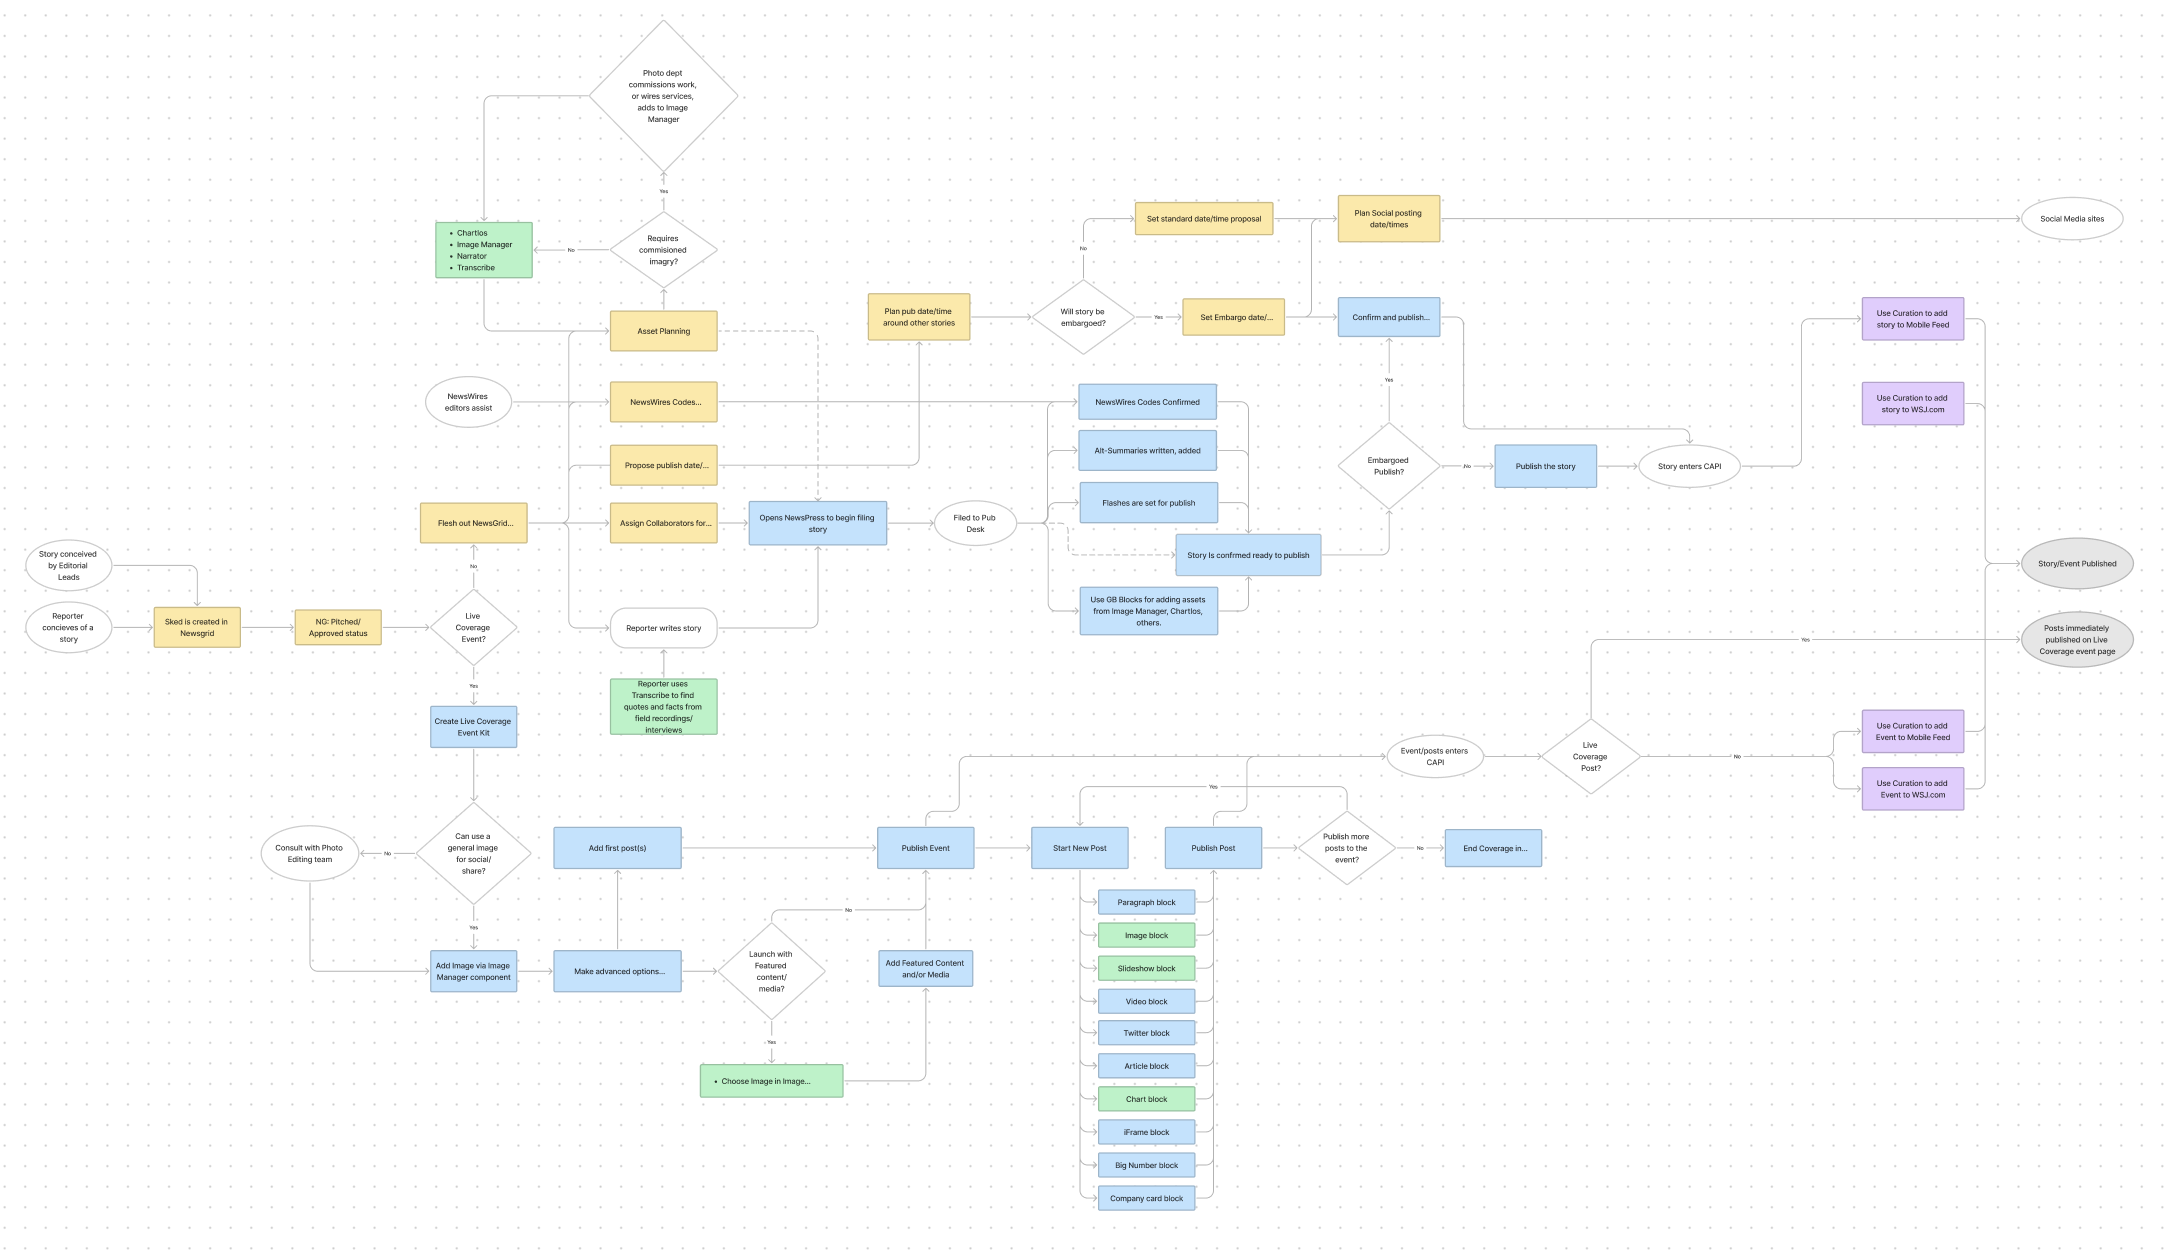 Photo dept
commissions work,
or wires services,
adds to Image
Manager
Yes
• Chartlos
• Image Manager
• Narrator
• Transcribe
No
Requires
commisioned
imagry?
Asset Planning
NewsWires
editors assist
NewsWires Codes...
Propose publish date/...
Flesh out NewsGrid...
Assign Collaborators for...
Opens NewsPress to begin filing
story
Filed to Pub
Desk
Story conceived
by Editorial
Leads
Reporter
concieves of a
story
Sked is created in
Newsgrid
NG: Pitched/
Approved status
No
Live
Coverage
Event?
Yes
Reporter writes story
Reporter uses
Transcribe to find
quotes and facts from
field recordings/
interviews
Plan pub date/time
around other stories
Will story be
embargoed?
No
Set standard date/time proposal
Yes
Set Embargo date/...
Plan Social posting
date/times
Social Media sites
Confirm and publish...
NewsWires Codes Confirmed
Alt-Summaries written, added
Flashes are set for publish
Story Is confrmed ready to publish
Use GB Blocks for adding assets
from Image Manager, Chartlos,
others.
Yes
Embargoed
Publish?
No
Publish the story
Story enters CAPI
Use Curation to add
story to Mobile Feed
Use Curation to add
story to WSJ.com
Story/Event Published
Posts immediately
published on Live
Coverage event page
Yes
Create Live Coverage
Event Kit
Can use a
general image
for social/
share?
No
Consult with Photo
Editing team
Yes
Add Image via Image
Manager component
Make advanced options...
Add first post(s)
Launch with
Featured
content/
media?
No
Yes
• Choose Image in Image...
Add Featured Content
and/or Media
Publish Event
Start New Post
Publish Post
Yes
Publish more
posts to the
event?
No
End Coverage in...
Event/posts enters
CAPI
Live
Coverage
Post?
No
Use Curation to add
Event to Mobile Feed
Use Curation to add
Event to WSJ.com
Paragraph block
Image block
Slideshow block
Video block
Twitter block
Article block
Chart block
iFrame block
Big Number block
Company card block